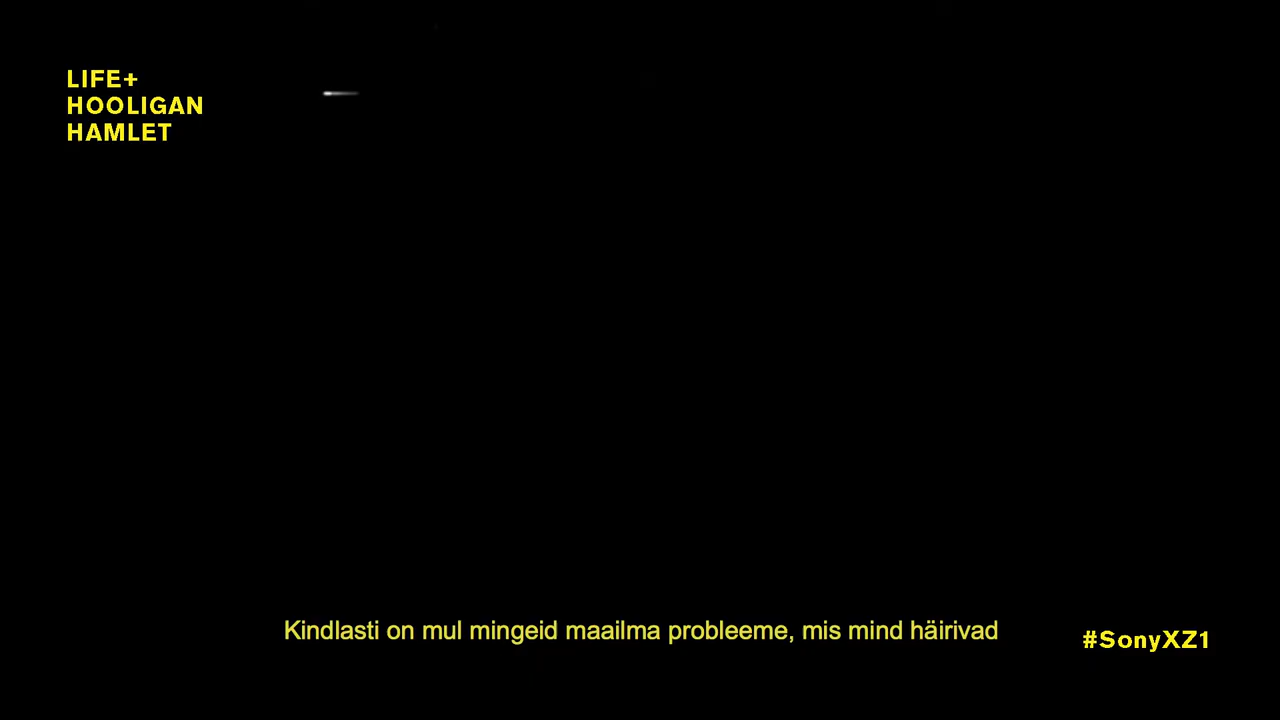 LIFE+
HOOLIGAN
HAMLET
Kindlasti on mul mingeid maailma probleeme, mis mind häirivad
#SonyXZ1